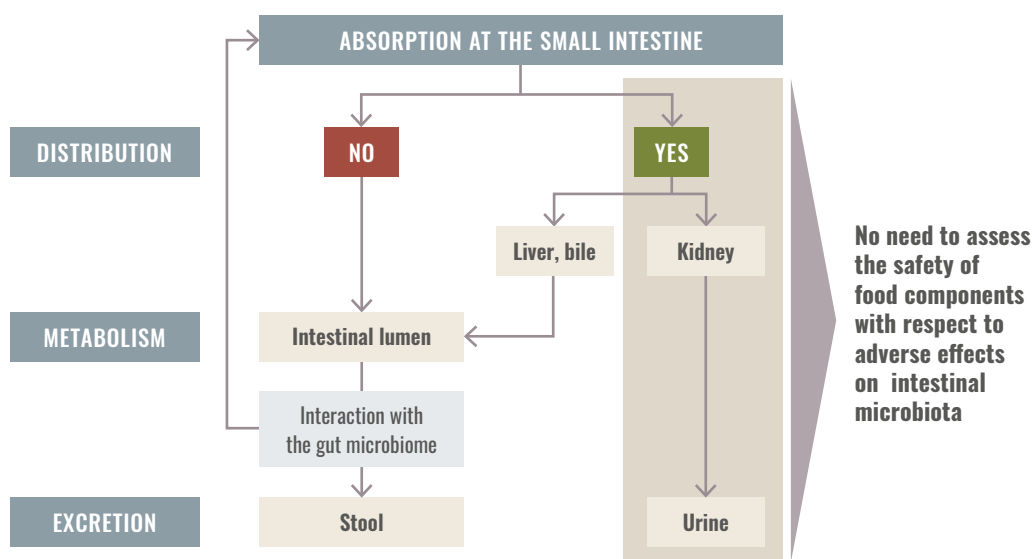 ABSORPTION AT THE SMALL INTESTINE
DISTRIBUTION
NO
YES
Liver, bile
Kidney
No need to assess
the safety of
food components
with respect to
adverse effects
on intestinal
microbiota
METABOLISM
Intestinal lumen
Interaction with
the gut microbiome
EXCRETION
Stool
Urine